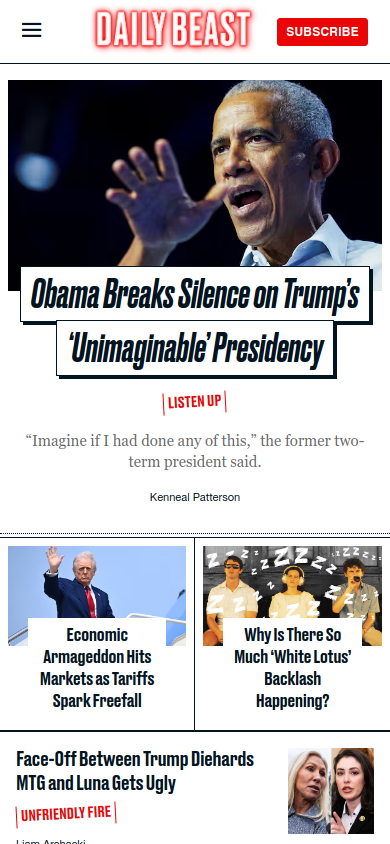 DAILY BEAST
SUBSCRIBE
Obama Breaks Silence on Trump's
'Unimaginable' Presidency
LISTEN UP
“Imagine if I had done any of this,” the former two-
term president said.
Kenneal Patterson
Economic
Armageddon Hits
Markets as Tariffs
Spark Freefall
Z Z Z Z Z Z Z Z Z Z
Why Is There So
Much ‘White Lotus’
Backlash
Happening?
Face-Off Between Trump Diehards
MTG and Luna Gets Ugly
UNFRIENDLY FIRE